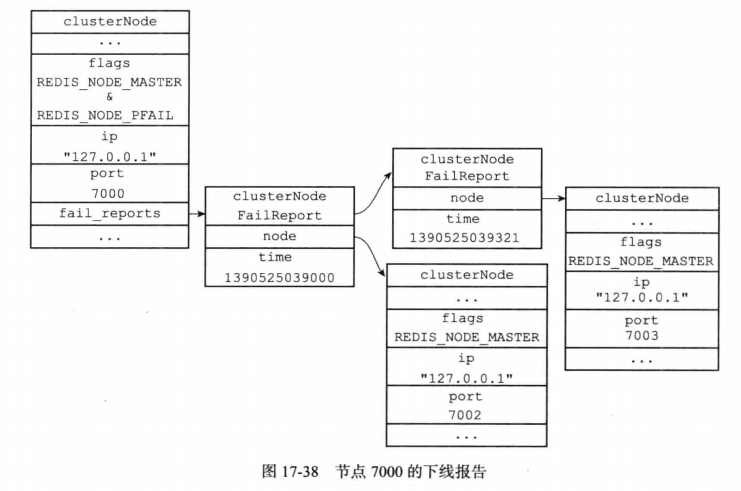 clusterNode
...
flags
REDIS_NODE_MASTER
&
REDIS_NODE_PFAIL
ip
"127.0.0.1"
port
7000
fail_reports
...
clusterNode
FailReport
node
time
1390525039000
clusterNode
FailReport
node
time
1390525039321
clusterNode
...
flags
REDIS_NODE_MASTER
ip
"127.0.0.1"
port
7002
...
clusterNode
...
flags
REDIS_NODE_MASTER
ip
"127.0.0.1"
port
7003
...
图 17-38 节点 7000 的下线报告